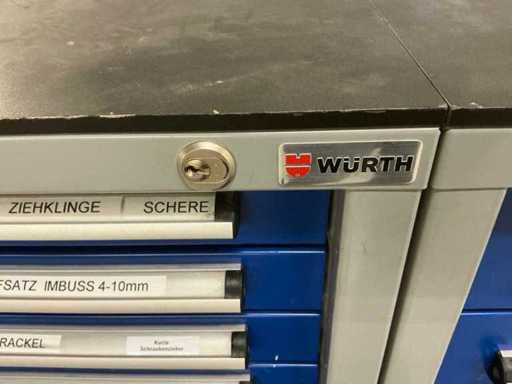 WÜRTH
ZIEHKLINGE SCHERE
FSATZ IMBUSS 4-10mm
RACKEL Kurze
Schraubenzieher